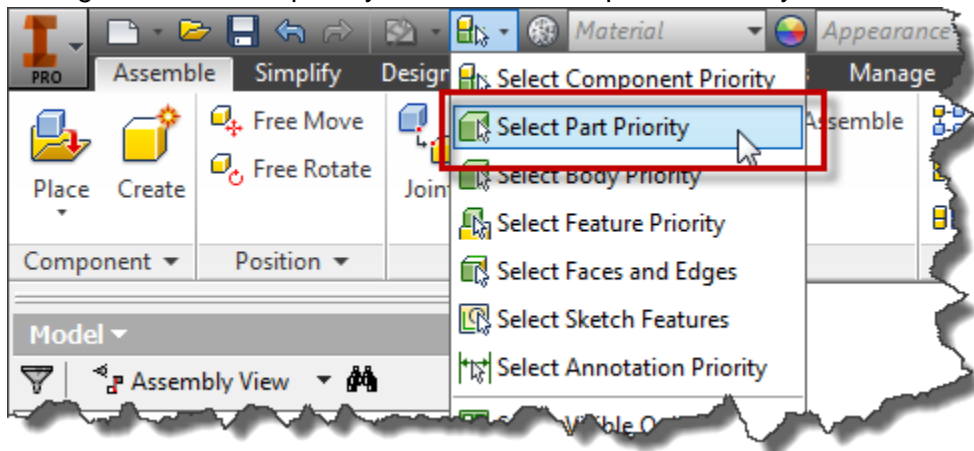 Material
Appearance
PRO
Assemble Simplify Design Manage
Select Component Priority
Select Part Priority
Select Body Priority
Select Feature Priority
Select Faces and Edges
Select Sketch Features
Select Annotation Priority
Free Move
Free Rotate
Place Create
Joint
Assemble
Component Position
Model
Assembly View